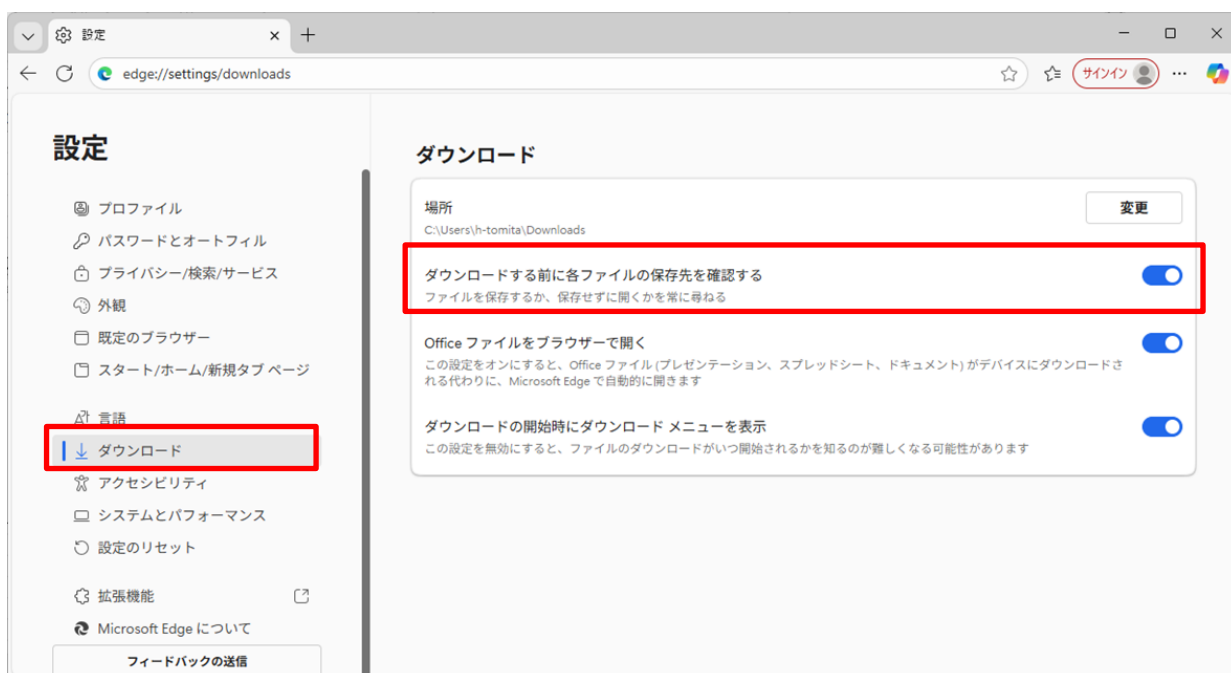 設定
edge://settings/downloads
サインイン
設定
プロファイル
パスワードとオートフィル
プライバシー/検索/サービス
外観
既定のブラウザー
スタート/ホーム/新規タブ ページ
言語
ダウンロード
アクセシビリティ
システムとパフォーマンス
設定のリセット
拡張機能
Microsoft Edge について
フィードバックの送信
ダウンロード
場所
変更
C:\Users\h-tomita\Downloads
ダウンロードする前に各ファイルの保存先を確認する
ファイルを保存するか、保存せずに開くかを常に尋ねる
Office ファイルをブラウザーで開く
この設定をオンにすると、Office ファイル (プレゼンテーション、スプレッドシート、ドキュメント) がデバイスにダウンロードさ
れる代わりに、Microsoft Edge で自動的に開きます
ダウンロードの開始時にダウンロード メニューを表示
この設定を無効にすると、ファイルのダウンロードがいつ開始されるかを知るのが難しくなる可能性があります